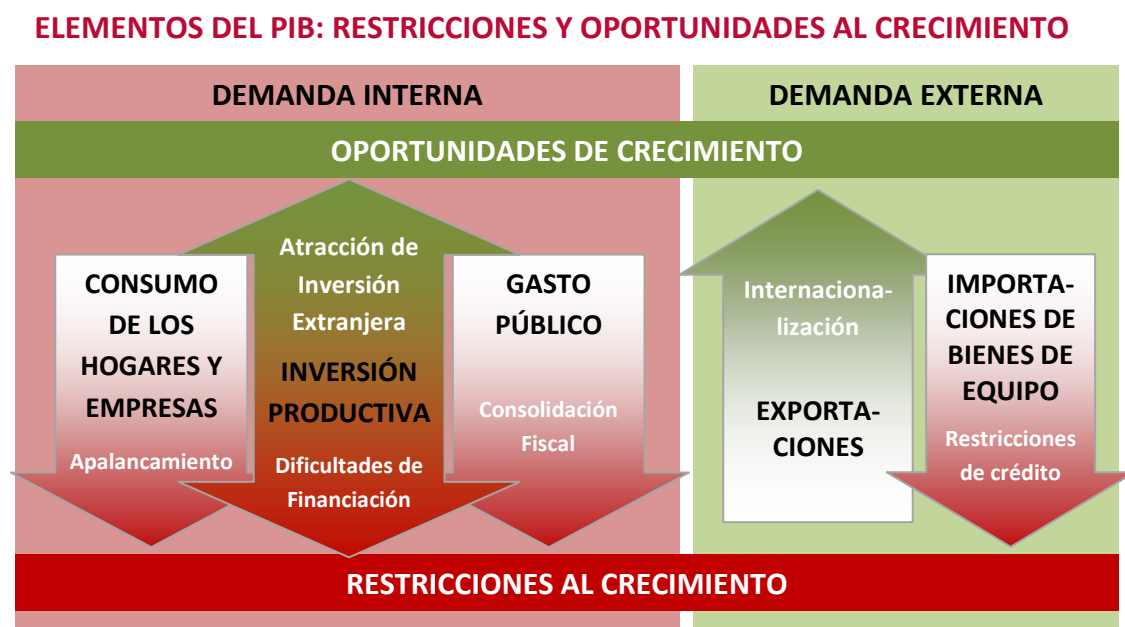 ELEMENTOS DEL PIB: RESTRICCIONES Y OPORTUNIDADES AL CRECIMIENTO
DEMANDA INTERNA
DEMANDA EXTERNA
OPORTUNIDADES DE CRECIMIENTO
CONSUMO
DE LOS
HOGARES Y
EMPRESAS
Apalancamiento
Atracción de
Inversión
Extranjera
INVERSIÓN
PRODUCTIVA
Dificultades de
Financiación
GASTO
PÚBLICO
Consolidación
Fiscal
Internaciona-
lización
EXPORTA-
CIONES
IMPORTA-
CIONES DE
BIENES DE
EQUIPO
Restricciones
de crédito
RESTRICCIONES AL CRECIMIENTO